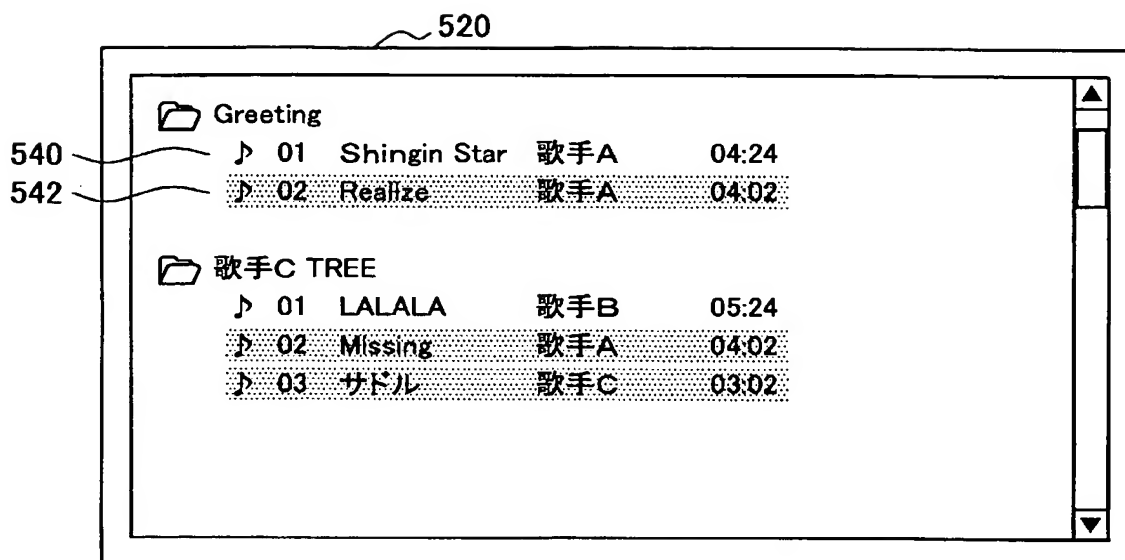 520
Greeting
540 ♪ 01 Shingin Star 歌手A 04:24
542 ♪ 02 Realize 歌手A 04:02
歌手C TREE
♪ 01 LALALA 歌手B 05:24
♪ 02 Missing 歌手A 04:02
♪ 03 サドル 歌手C 03:02